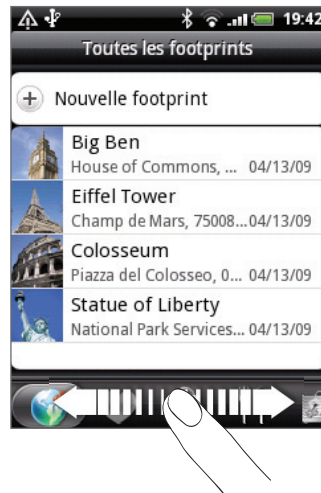 19:42
Toutes les footprints
Nouvelle footprint
Big Ben
House of Commons, ... 04/13/09
Eiffel Tower
Champ de Mars, 75008... 04/13/09
Colosseum
Piazza del Colosseo, 0... 04/13/09
Statue of Liberty
National Park Services... 04/13/09